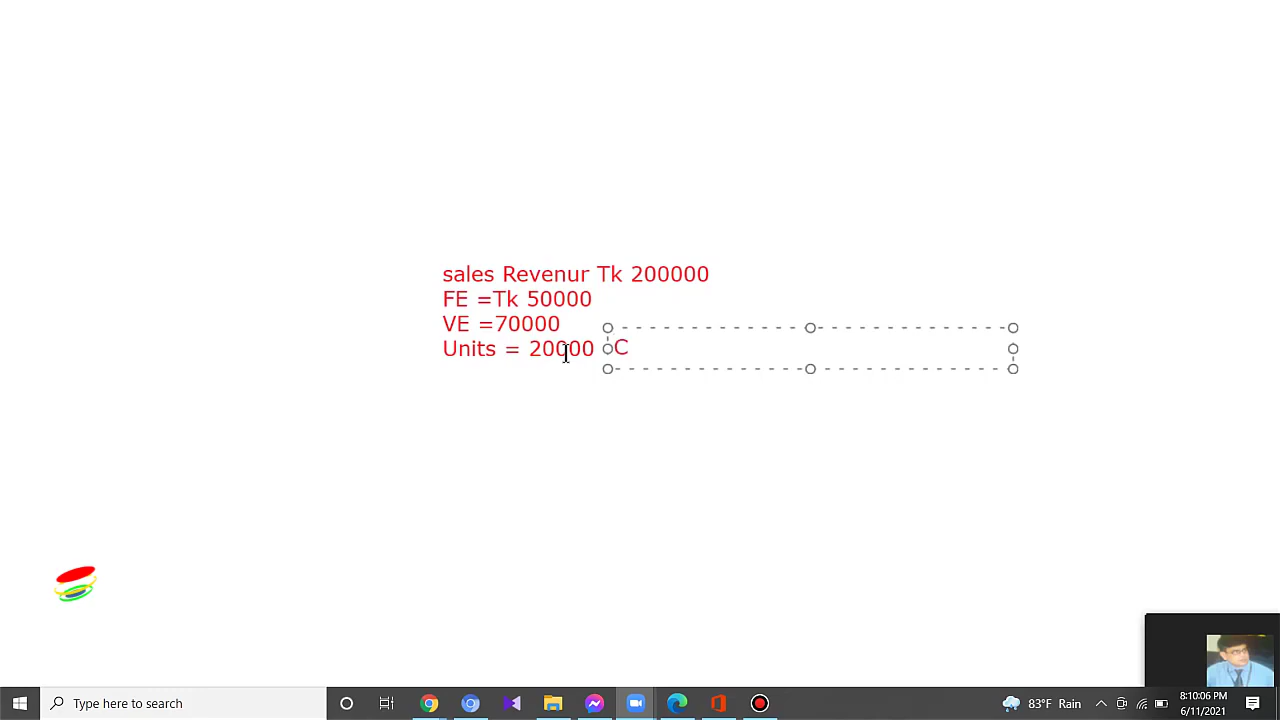 sales Revenur Tk 200000
FE =Tk 50000
VE =70000
Units = 20000 C
Type here to search
83°F Rain
8:10:06 PM
6/11/2021